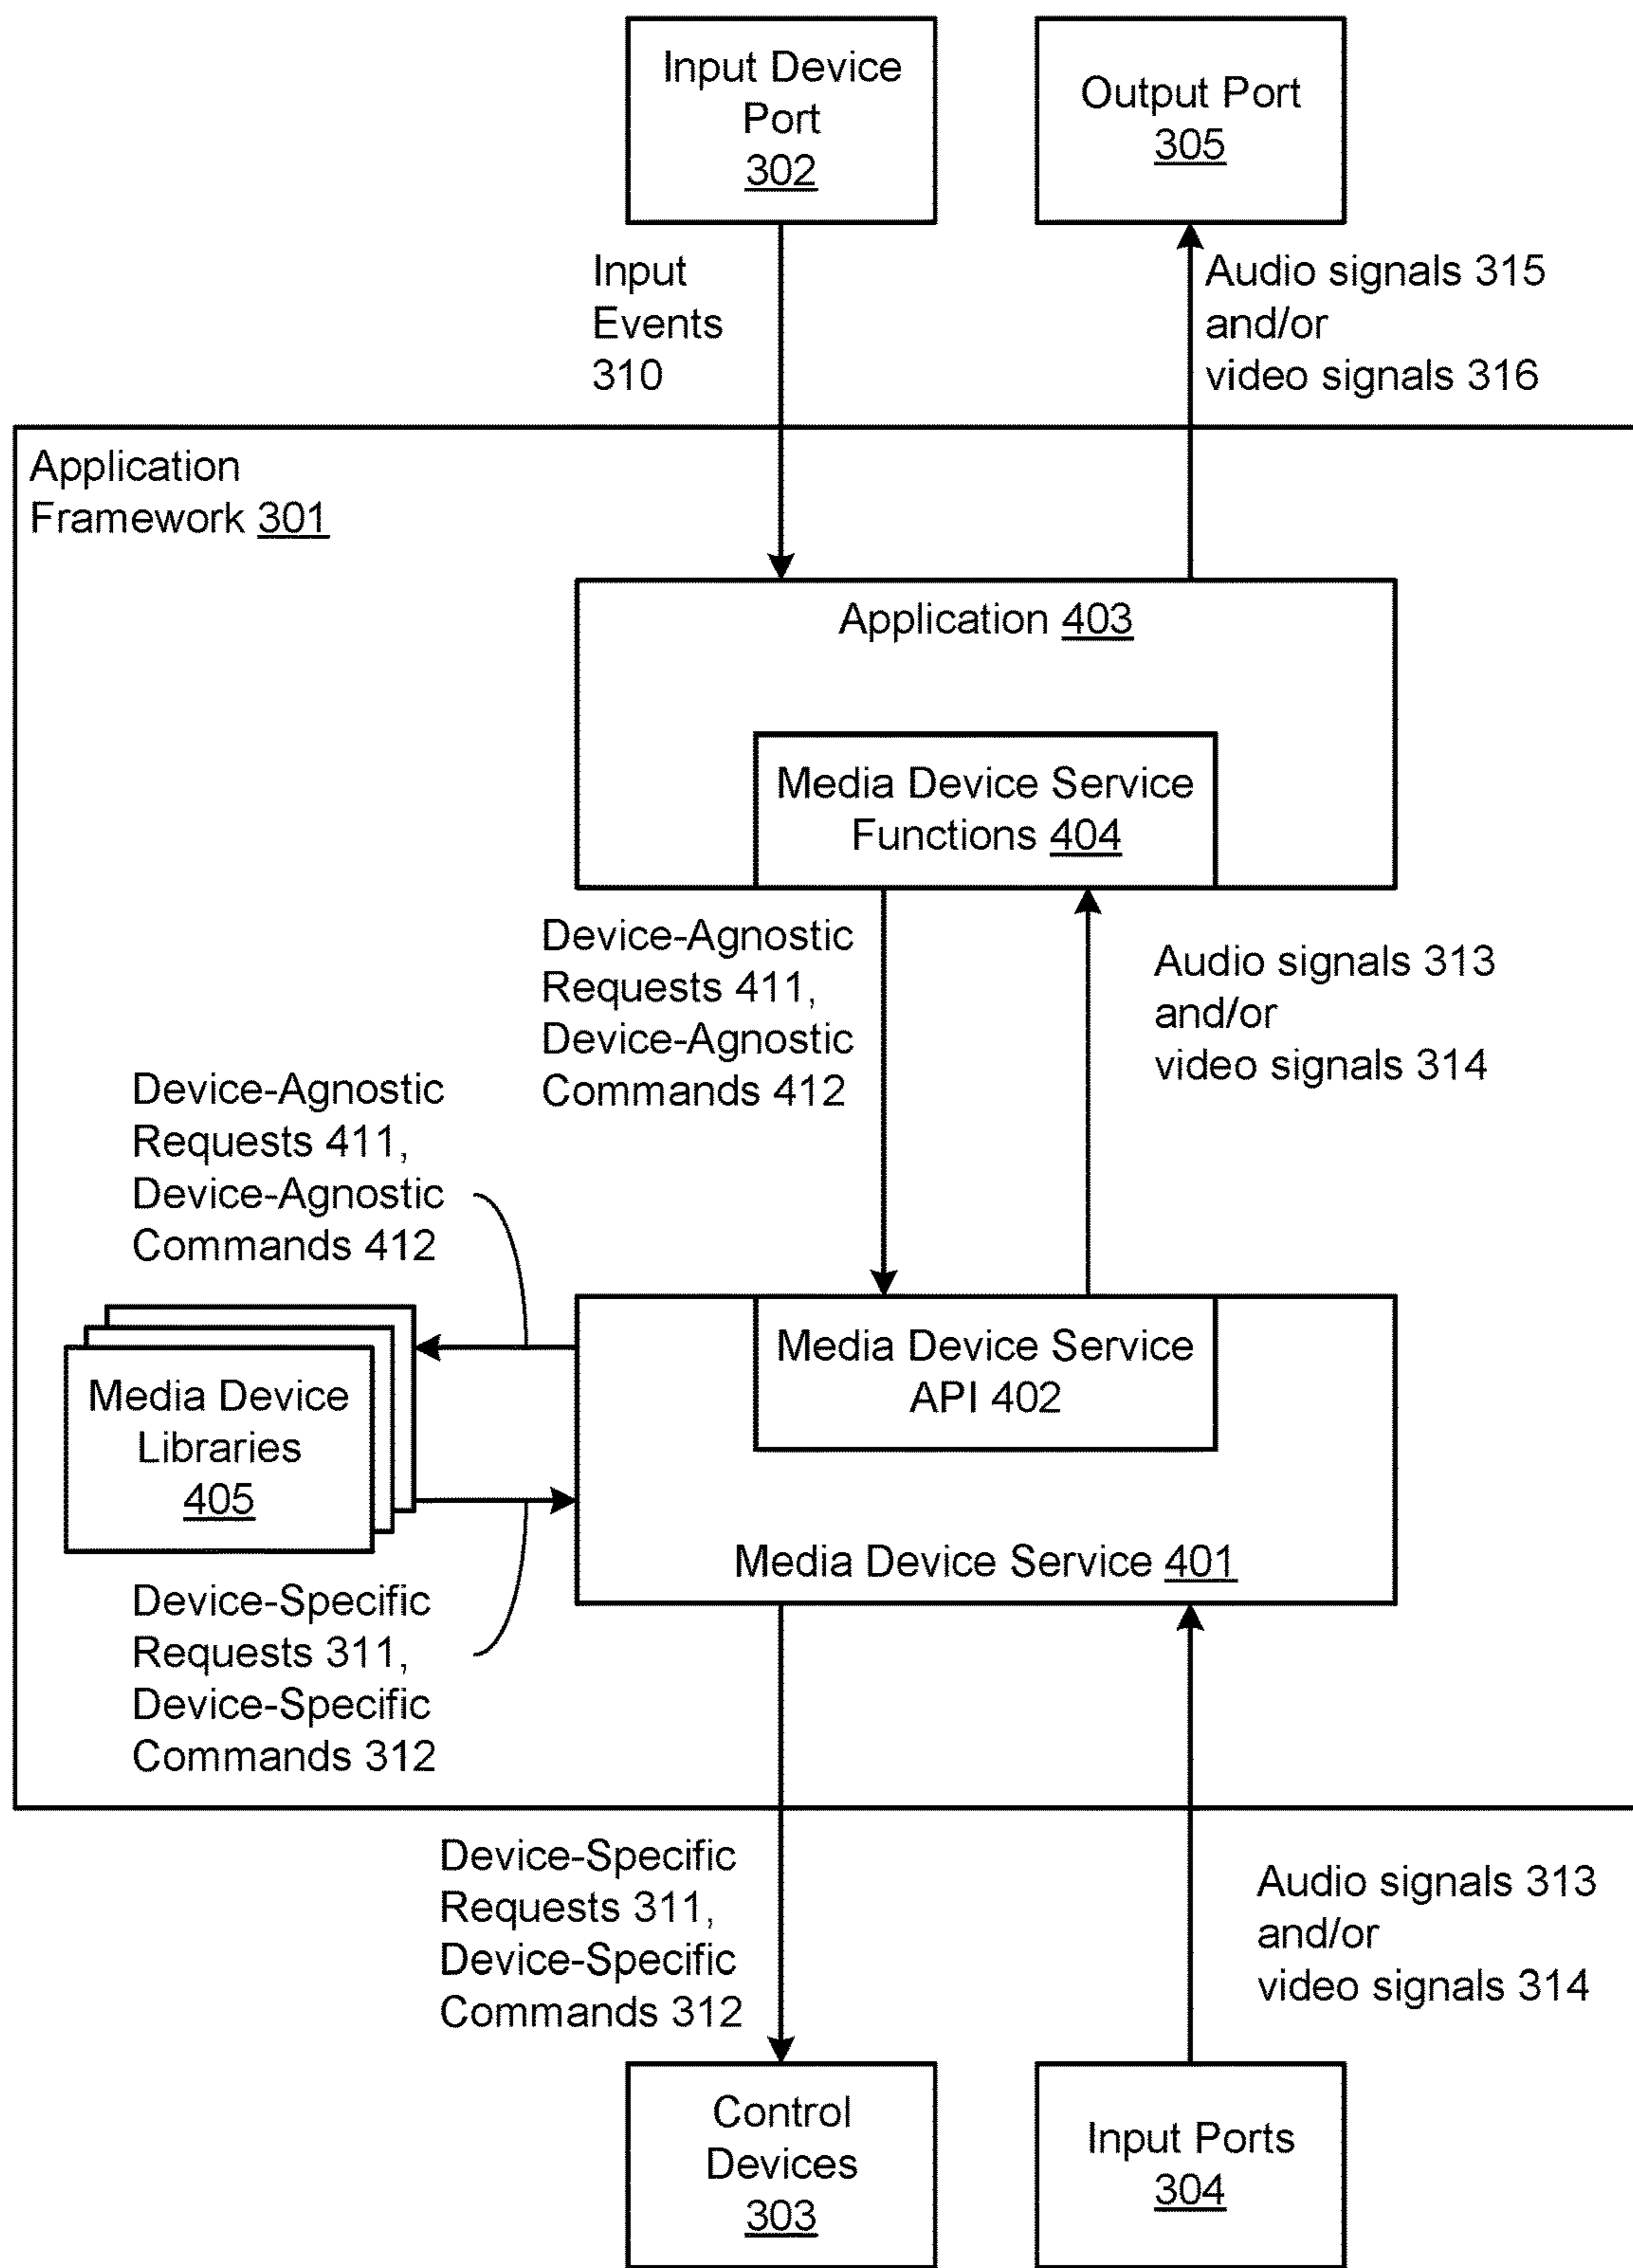 Input Device
Port
302
Output Port
305
Input
Events
310
Audio signals 315
and/or
video signals 316
Application
Framework 301
Application 403
Media Device Service
Functions 404
Device-Agnostic
Requests 411,
Device-Agnostic
Commands 412
Audio signals 313
and/or
video signals 314
Device-Agnostic
Requests 411,
Device-Agnostic
Commands 412
Media Device
Libraries
405
Media Device Service
API 402
Media Device Service 401
Device-Specific
Requests 311,
Device-Specific
Commands 312
Device-Specific
Requests 311,
Device-Specific
Commands 312
Audio signals 313
and/or
video signals 314
Control
Devices
303
Input Ports
304